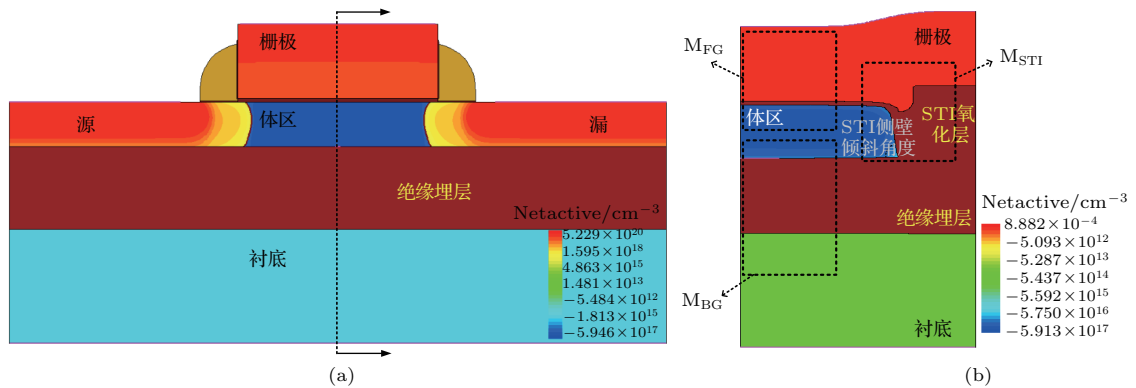 栅极
源
体区
漏
绝缘埋层
衬底
Netactive/cm⁻³
5.229×10²⁰
1.595×10¹⁸
4.863×10¹⁵
1.481×10¹³
−5.484×10¹²
−1.815×10¹⁵
−5.946×10¹⁷
(a)
栅极
M_FG
M_STI
体区
STI侧壁
倾斜角度
STI氧
化层
绝缘埋层
M_BG
衬底
Netactive/cm⁻³
8.882×10⁻⁴
−5.093×10¹²
−5.287×10¹³
−5.437×10¹⁴
−5.592×10¹⁵
−5.750×10¹⁶
−5.913×10¹⁷
(b)